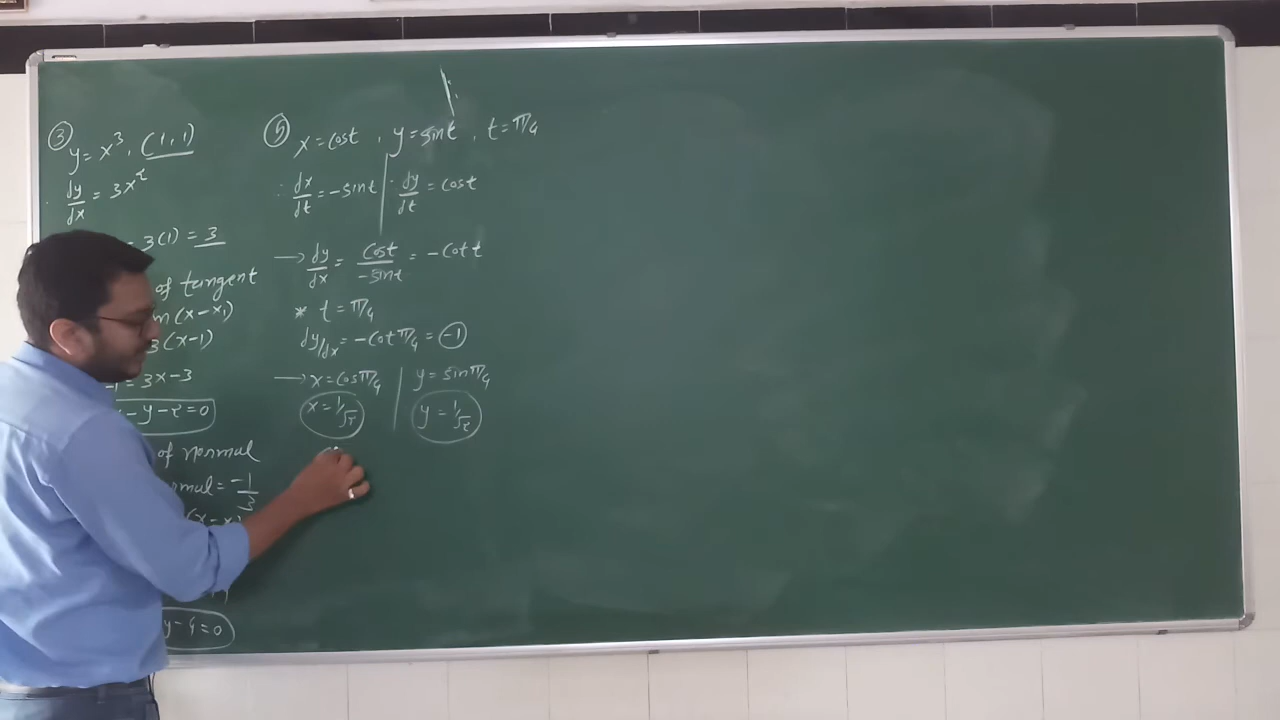 ③ y = x³, (1,1)
dy/dx = 3x²
3(1) = 3
of tangent
m(x-x₁)
3(x-1)
-1 = 3x-3
-y-2=0
of normal
= -1/3
(x-x₁)
y-4=0
⑤ x = cost, y = sint, t = π/4
∴ dx/dt = -sint | dy/dt = cost
→ dy/dx = cost/-sint = -cot t
* t = π/4
dy/dx = -cot π/4 = -1
→ x = cos π/4 | y = sin π/4
x = 1/√2 | y = 1/√2